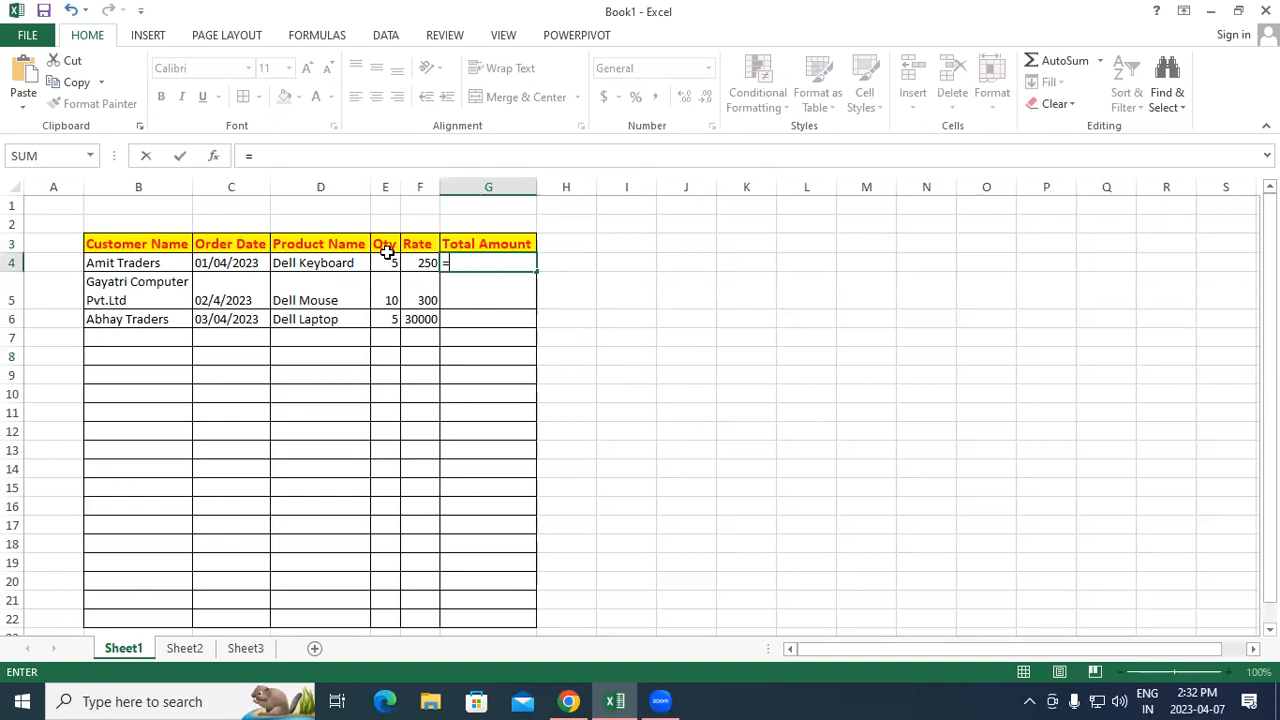 Book1 - Excel
FILE HOME INSERT PAGE LAYOUT FORMULAS DATA REVIEW VIEW POWERPIVOT Sign in
Paste Cut Copy Format Painter
Clipboard
Calibri 11
B I U A
Font
Wrap Text
Merge & Center
Alignment
General
$ % ,
Number
Conditional Formatting
Format as Table
Cell Styles
Styles
Insert Delete Format
Cells
AutoSum
Fill
Clear
Sort & Filter
Find & Select
Editing
SUM fx =
A B C D E F G H I J K L M N O P Q R S
1
2
3 Customer Name Order Date Product Name Qty Rate Total Amount
4 Amit Traders 01/04/2023 Dell Keyboard 5 250 =
Gayatri Computer
5 Pvt.Ltd 02/4/2023 Dell Mouse 10 300
6 Abhay Traders 03/04/2023 Dell Laptop 5 30000
7
8
9
10
11
12
13
14
15
16
17
18
19
20
21
22
Sheet1 Sheet2 Sheet3
ENTER 100%
Type here to search zoom ENG 2:32 PM
IN 2023-04-07